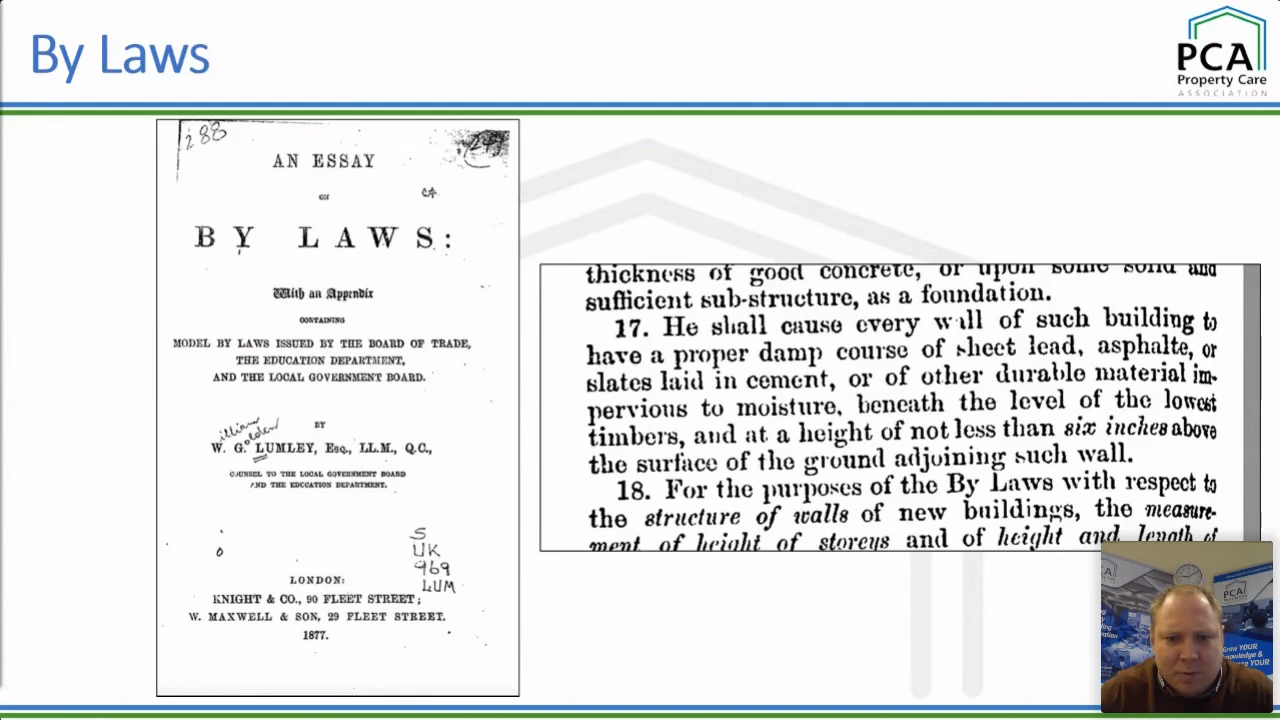 By Laws
PCA
Property Care
ASSOCIATION
288
AN ESSAY
ON
BY LAWS:
With an Appendix
CONTAINING
MODEL BY LAWS ISSUED BY THE BOARD OF TRADE,
THE EDUCATION DEPARTMENT,
AND THE LOCAL GOVERNMENT BOARD.
BY
illiam
olden
W. G. LUMLEY, Esq., LL.M., Q.C.,
COUNSEL TO THE LOCAL GOVERNMENT BOARD
AND THE EDUCATION DEPARTMENT.
S
UK
969
LUM
LONDON:
KNIGHT & CO., 90 FLEET STREET;
W. MAXWELL & SON, 29 FLEET STREET.
1877.
thickness of good concrete, or upon some solid and
sufficient sub-structure, as a foundation.
17. He shall cause every wall of such building to
have a proper damp course of sheet lead, asphalte, or
slates laid in cement, or of other durable material im-
pervious to moisture, beneath the level of the lowest
timbers, and at a height of not less than six inches above
the surface of the ground adjoining such wall.
18. For the purposes of the By Laws with respect to
the structure of walls of new buildings, the measure-
ment of height of storeys and of height and length of
PCA
Grow YOUR
Knowledge &
YOUR